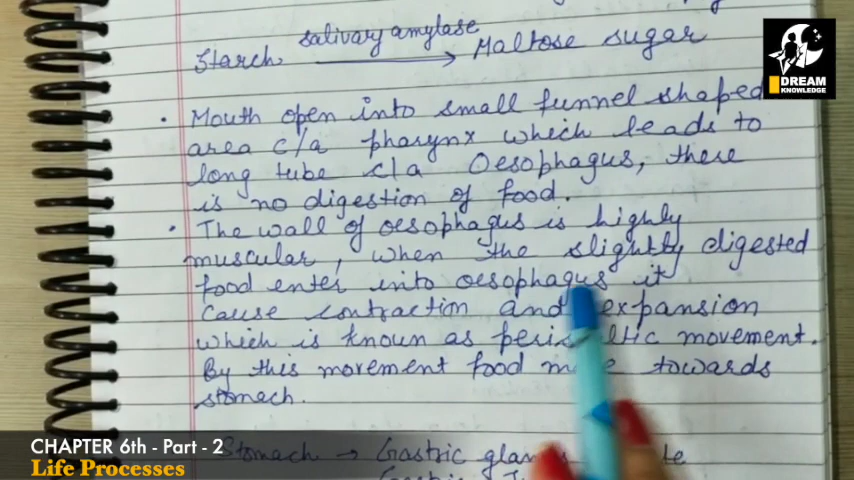 salivary amylase
Starch → Maltose sugar
DREAM
KNOWLEDGE
• Mouth open into small funnel shaped
area c/a pharynx which leads to
long tube c/a Oesophagus, there
is no digestion of food.
• The wall of oesophagus is highly
muscular, when the slightly digested
food enter into oesophagus it
cause contraction and expansion
which is known as movement.
By this movement food towards
stomach.
CHAPTER 6th - Part - 2
Stomach → Gastric
Life Processes
Gastric